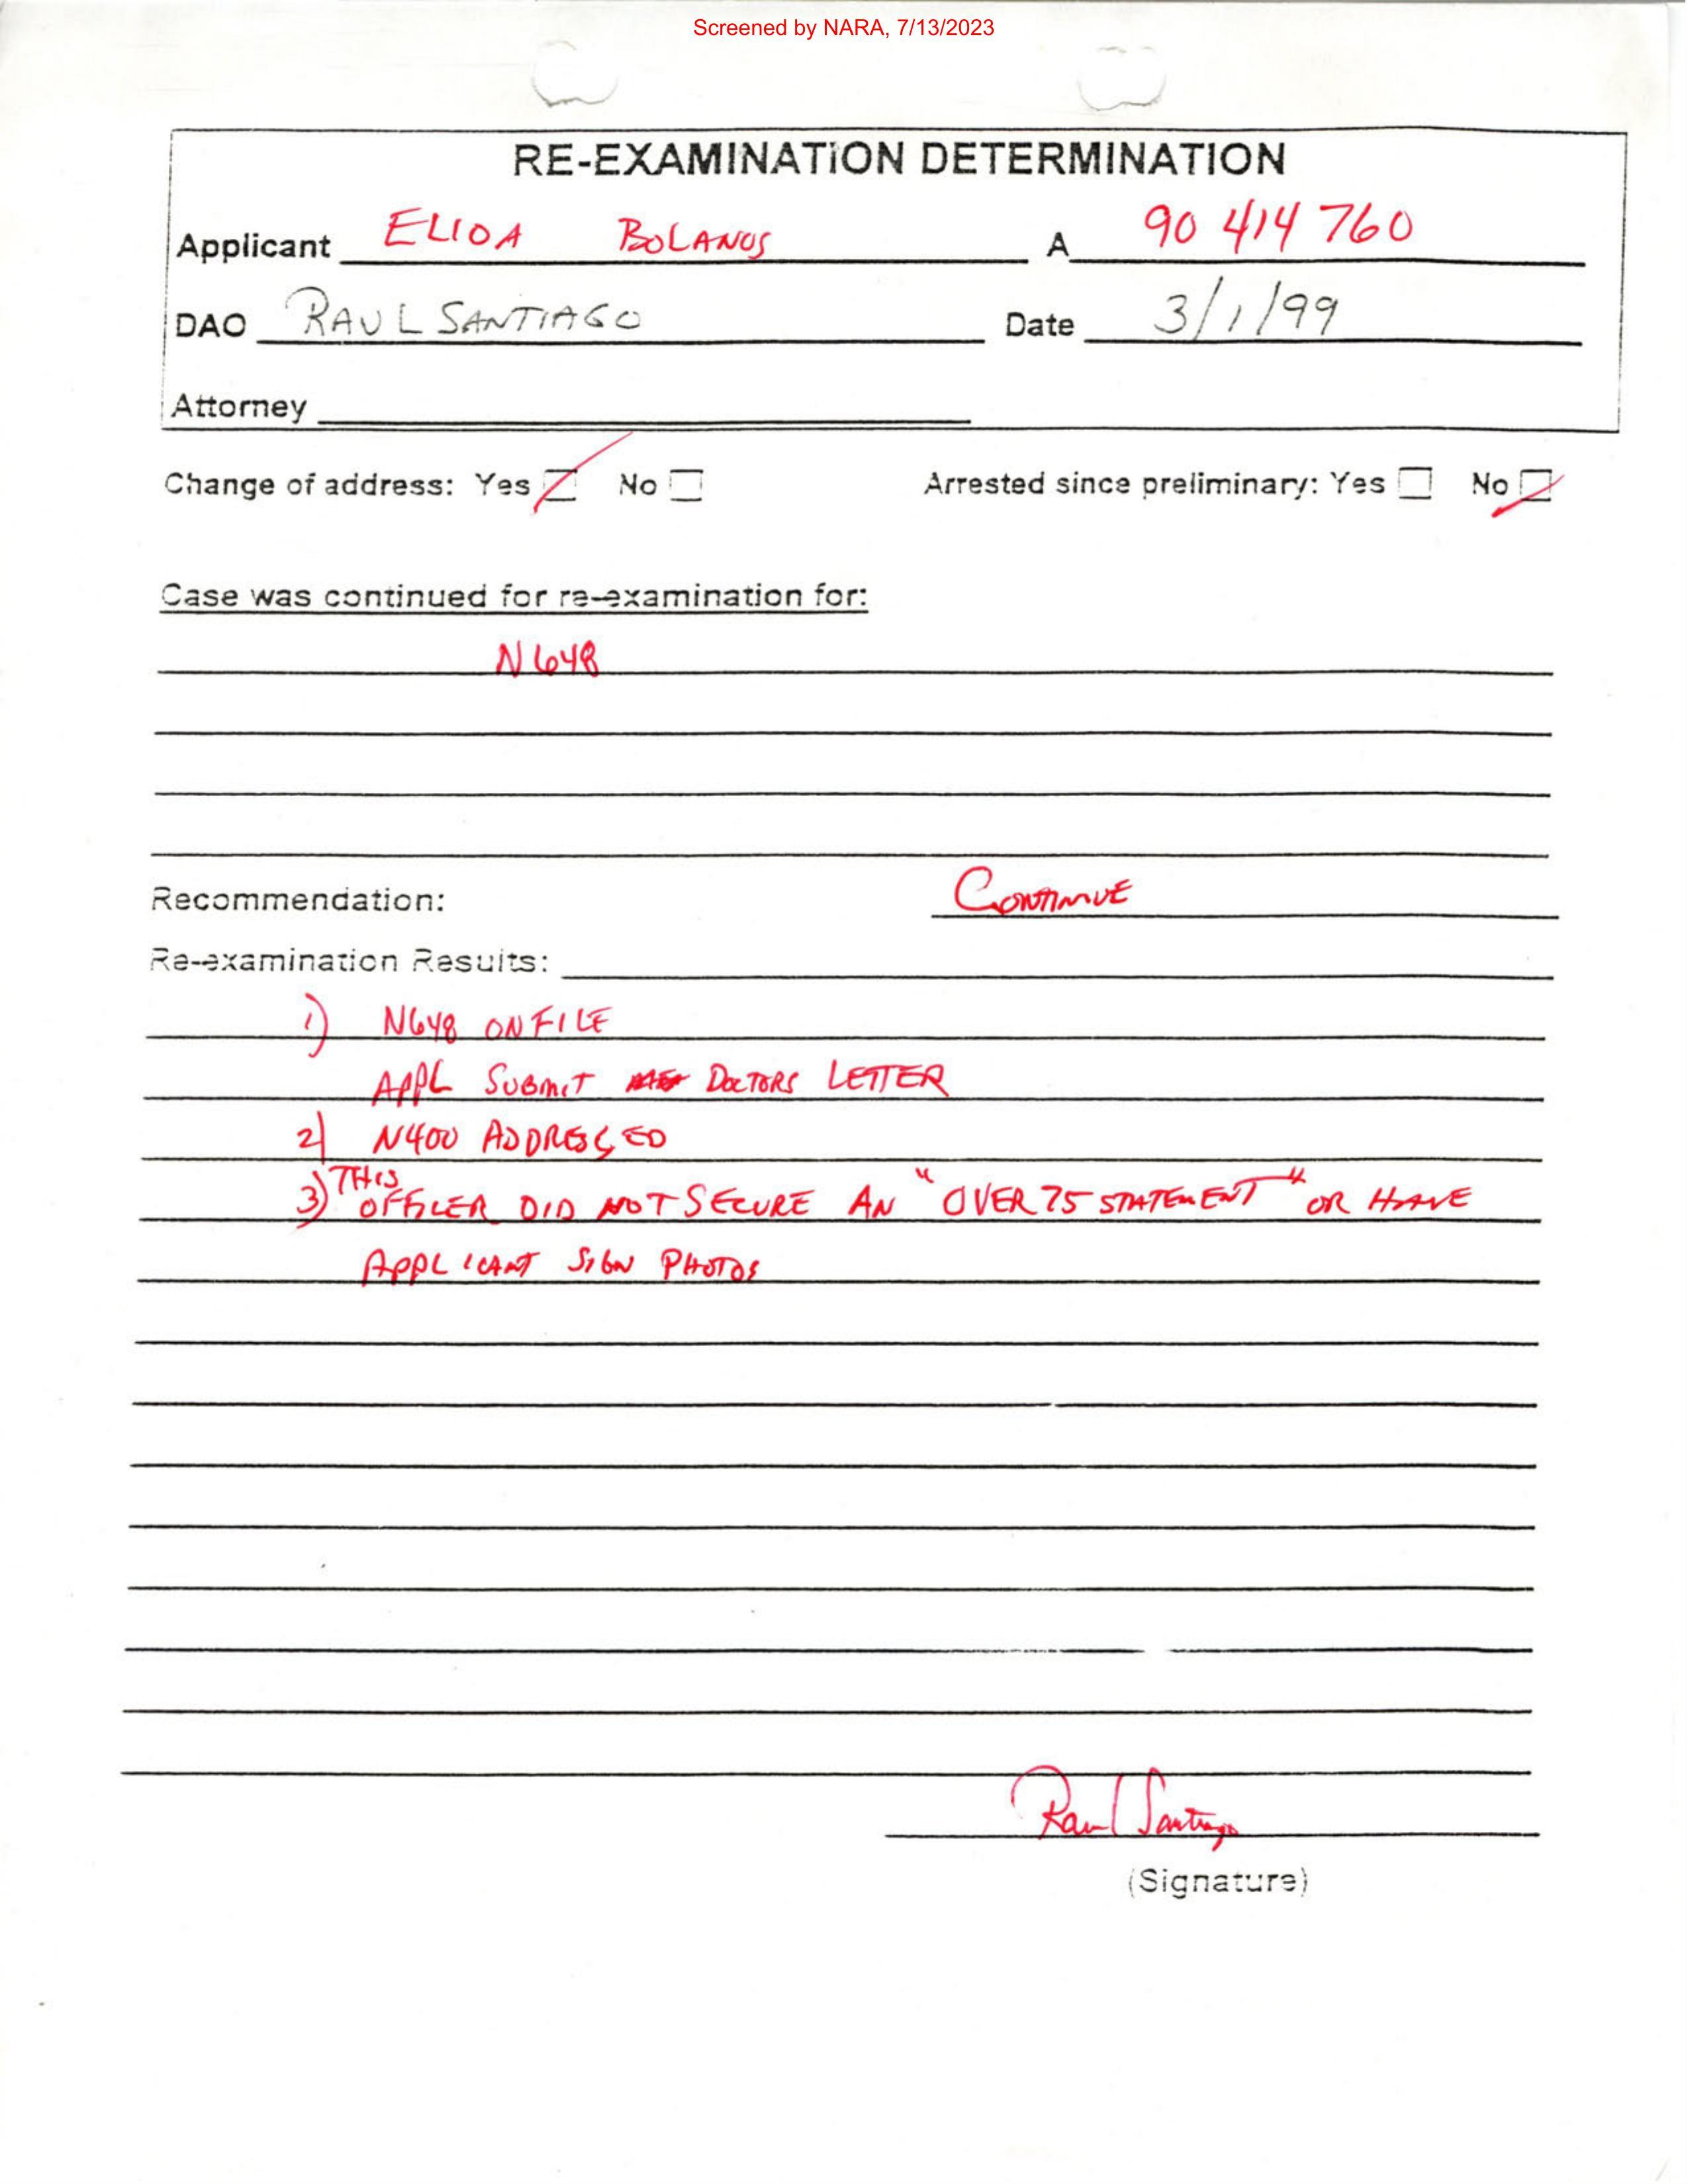 Screened by NARA, 7/13/2023
RE-EXAMINATION DETERMINATION
Applicant ELIDA BOLANOS A 90 414 760
DAO RAUL SANTIAGO Date 3/1/99
Attorney
Change of address: Yes No Arrested since preliminary: Yes No
Case was continued for re-examination for:
N648
Recommendation: CONTINUE
Re-examination Results:
1) N648 ON FILE
APPL SUBMIT DOCTORS LETTER
2) N400 ADDRESSED
3) THIS OFFICER DID NOT SECURE AN "OVER 75 STATEMENT" OR HAVE
APPLICANT SIGN PHOTOS
Raul Santiago
(Signature)